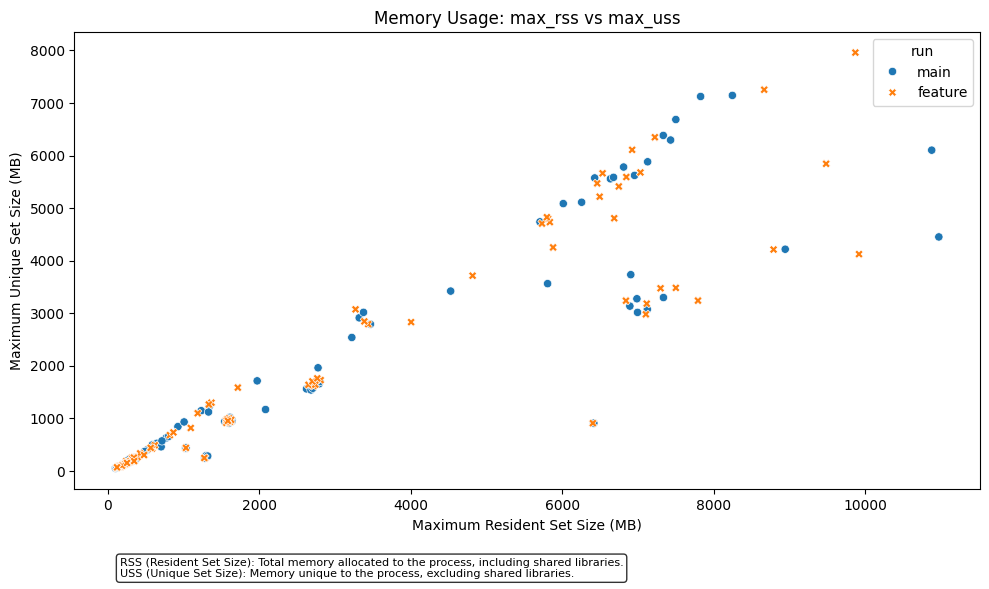 Memory Usage: max_rss vs max_uss
8000
7000
6000
5000
4000
3000
2000
1000
0
Maximum Unique Set Size (MB)
run
main
feature
0 2000 4000 6000 8000 10000
Maximum Resident Set Size (MB)
RSS (Resident Set Size): Total memory allocated to the process, including shared libraries.
USS (Unique Set Size): Memory unique to the process, excluding shared libraries.